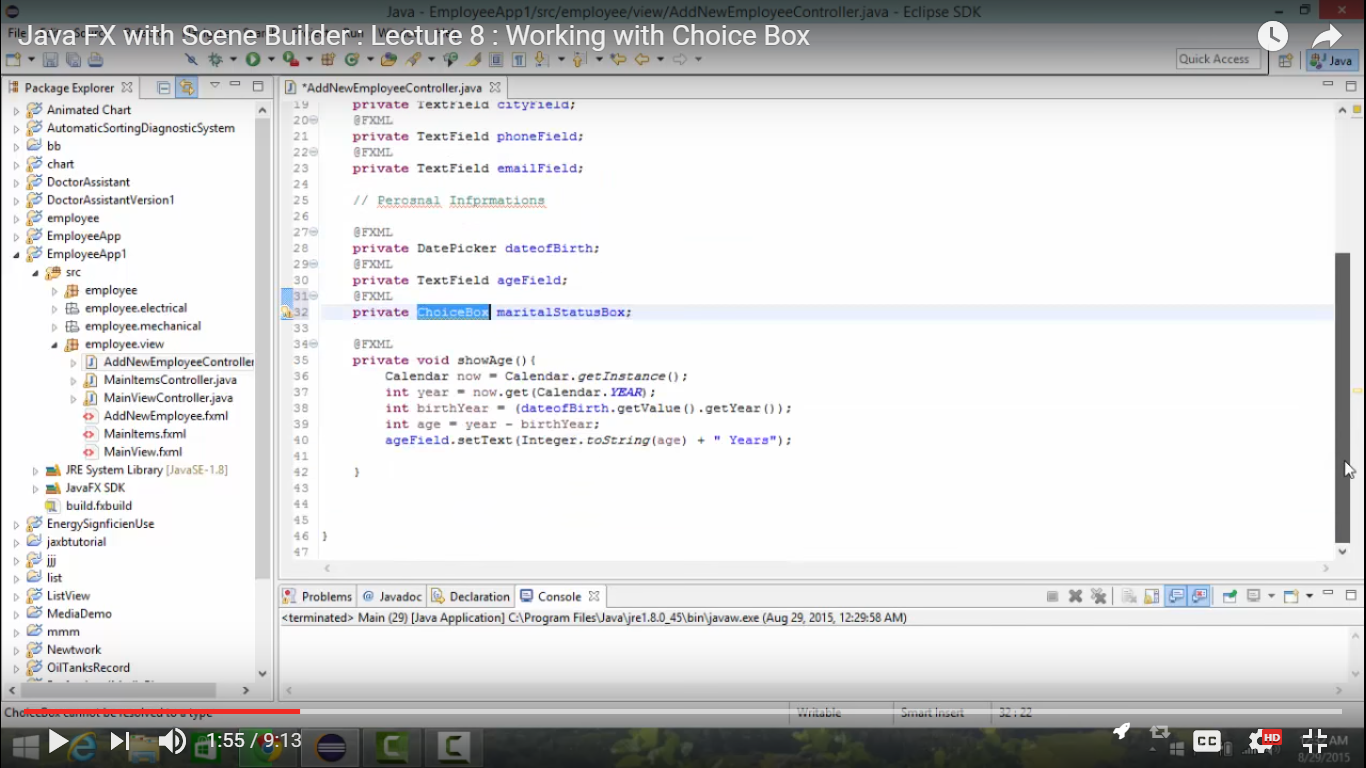 Java - EmployeeApp1/src/employee/view/AddNewEmployeeController.java - Eclipse SDK
Java FX with Scene Builder : Lecture 8 : Working with Choice Box
Quick Access
Java
Package Explorer
*AddNewEmployeeController.java
Animated Chart
AutomaticSortingDiagnosticSystem
bb
chart
DoctorAssistant
DoctorAssistantVersion1
employee
EmployeeApp
EmployeeApp1
src
employee
employee.electrical
employee.mechanical
employee.view
AddNewEmployeeController
MainItemsController.java
MainViewController.java
AddNewEmployee.fxml
MainItems.fxml
MainView.fxml
JRE System Library [JavaSE-1.8]
JavaFX SDK
build.fxbuild
EnergySignficienUse
jaxbtutorial
jjj
list
ListView
MediaDemo
mmm
Newtwork
OilTanksRecord
19 private TextField cityField;
20 @FXML
21 private TextField phoneField;
22 @FXML
23 private TextField emailField;
24
25 // Perosnal Infprmations
26
27 @FXML
28 private DatePicker dateofBirth;
29 @FXML
30 private TextField ageField;
31 @FXML
32 private ChoiceBox maritalStatusBox;
33
34 @FXML
35 private void showAge(){
36 Calendar now = Calendar.getInstance();
37 int year = now.get(Calendar.YEAR);
38 int birthYear = (dateofBirth.getValue().getYear());
39 int age = year - birthYear;
40 ageField.setText(Integer.toString(age) + " Years");
41
42 }
43
44
45
46 }
47
Problems @ Javadoc Declaration Console
<terminated> Main (29) [Java Application] C:\Program Files\Java\jre1.8.0_45\bin\javaw.exe (Aug 29, 2015, 12:29:58 AM)
ChoiceBox cannot be resolved to a type
Writable
Smart Insert
32 : 22
1:55 / 9:13
CC
HD
AM
8/29/2015